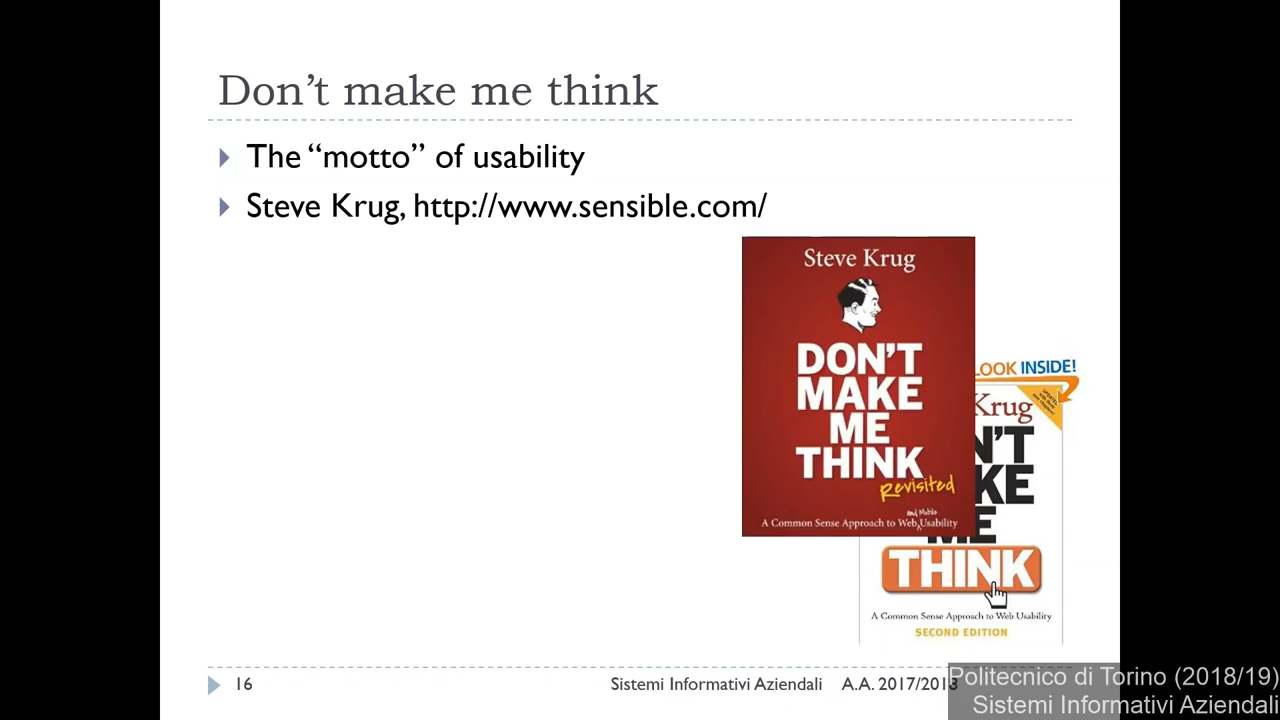 Don't make me think
The “motto” of usability
Steve Krug, http://www.sensible.com/
Steve Krug
DON'T
MAKE
ME
THINK
Revisited
and Mobile
A Common Sense Approach to Web Usability
LOOK INSIDE!
Krug
N'T
KE
ME
THINK
A Common Sense Approach to Web Usability
SECOND EDITION
16
Sistemi Informativi Aziendali A.A. 2017/2018
Politecnico di Torino (2018/19)
Sistemi Informativi Aziendali